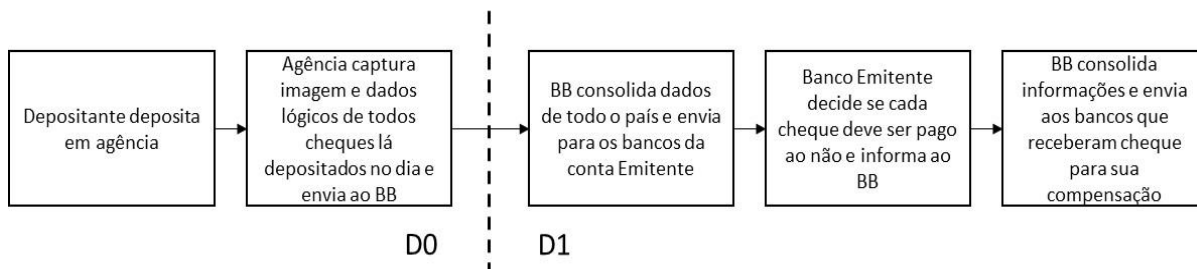 Depositante deposita
em agência
Agência captura
imagem e dados
lógicos de todos
cheques lá
depositados no dia e
envia ao BB
BB consolida dados
de todo o país e envia
para os bancos da
conta Emitente
Banco Emitente
decide se cada
cheque deve ser pago
ao não e informa ao
BB
BB consolida
informações e envia
aos bancos que
receberam cheque
para sua
compensação
D0
D1